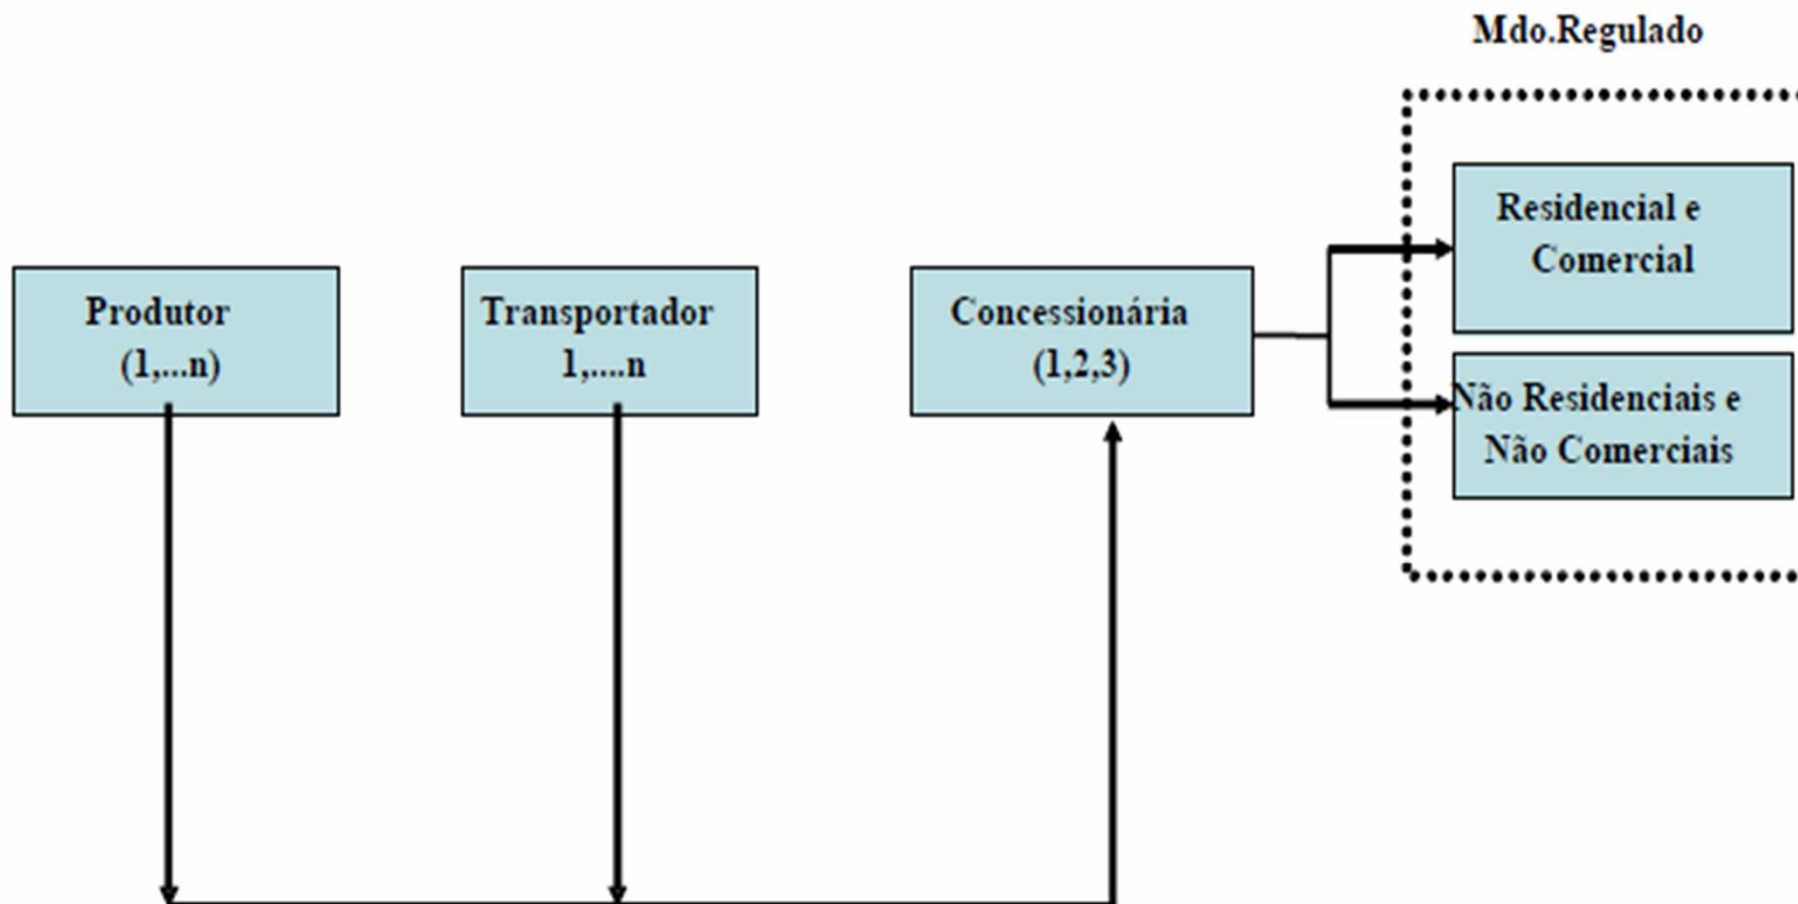 Mdo.Regulado
Residencial e
Comercial
Produtor
(1,...n)
Transportador
1,....n
Concessionária
(1,2,3)
Não Residenciais e
Não Comerciais